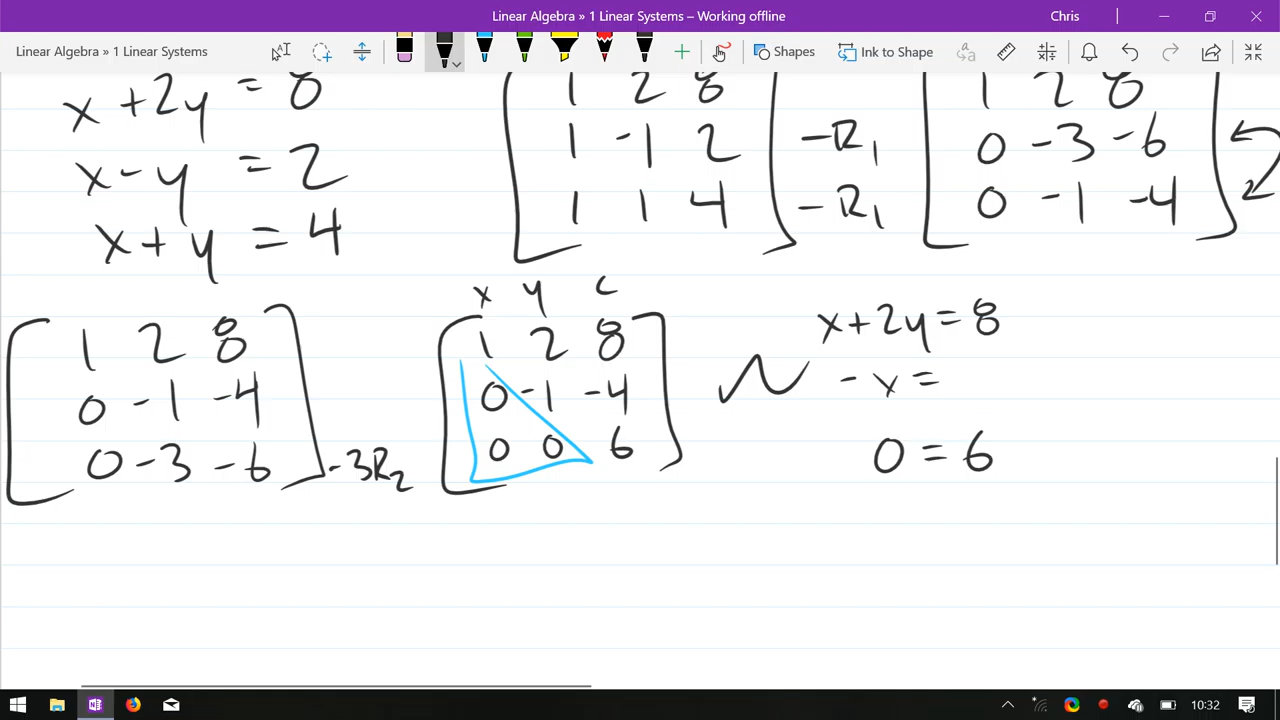 Linear Algebra » 1 Linear Systems – Working offline
Chris
Linear Algebra » 1 Linear Systems
Shapes
Ink to Shape
x + 2y = 8
x - y = 2
x + y = 4
1 2 8
1 -1 2 -R1
1 1 4 -R1
1 2 8
0 -3 -6
0 -1 -4
1 2 8
0 -1 -4
0 -3 -6 -3R2
x y c
1 2 8
0 -1 -4
0 0 6
x + 2y = 8
- x =
0 = 6
10:32